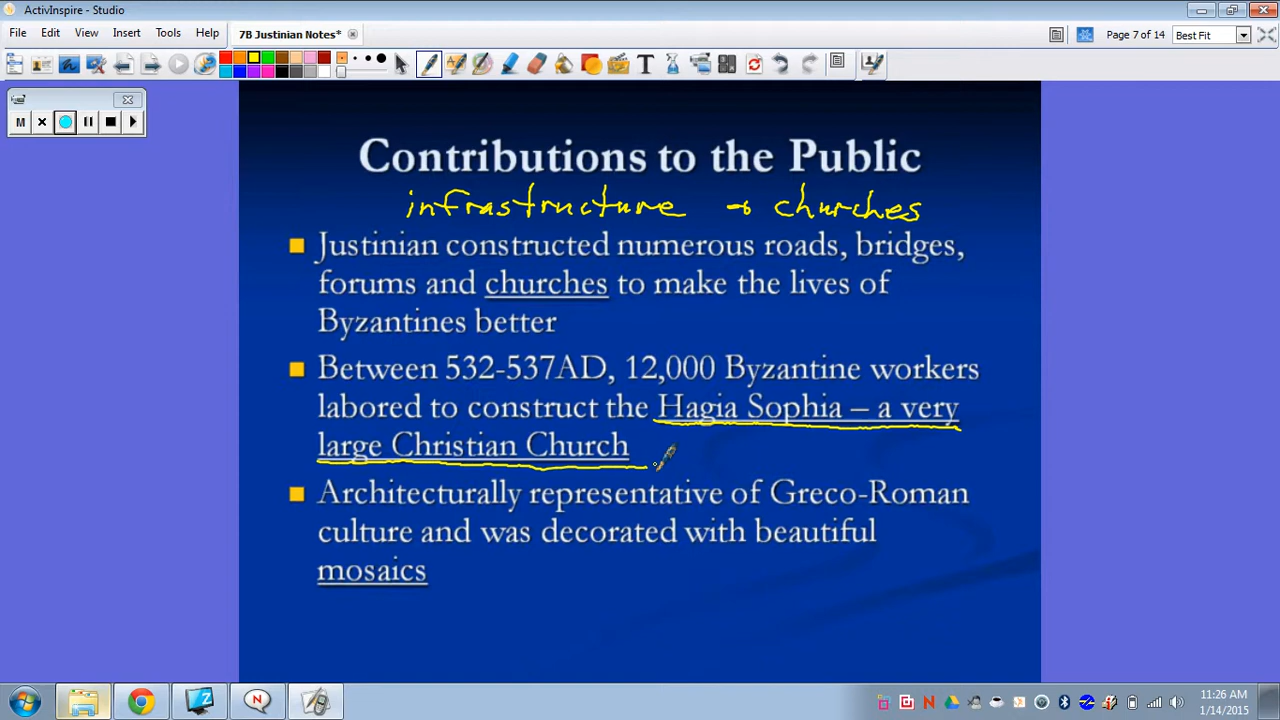 ActivInspire - Studio
File Edit View Insert Tools Help 7B Justinian Notes* Page 7 of 14 Best Fit
M
Contributions to the Public
infrastructure + churches
Justinian constructed numerous roads, bridges,
forums and churches to make the lives of
Byzantines better
Between 532-537AD, 12,000 Byzantine workers
labored to construct the Hagia Sophia – a very
large Christian Church
Architecturally representative of Greco-Roman
culture and was decorated with beautiful
mosaics
11:26 AM
1/14/2015